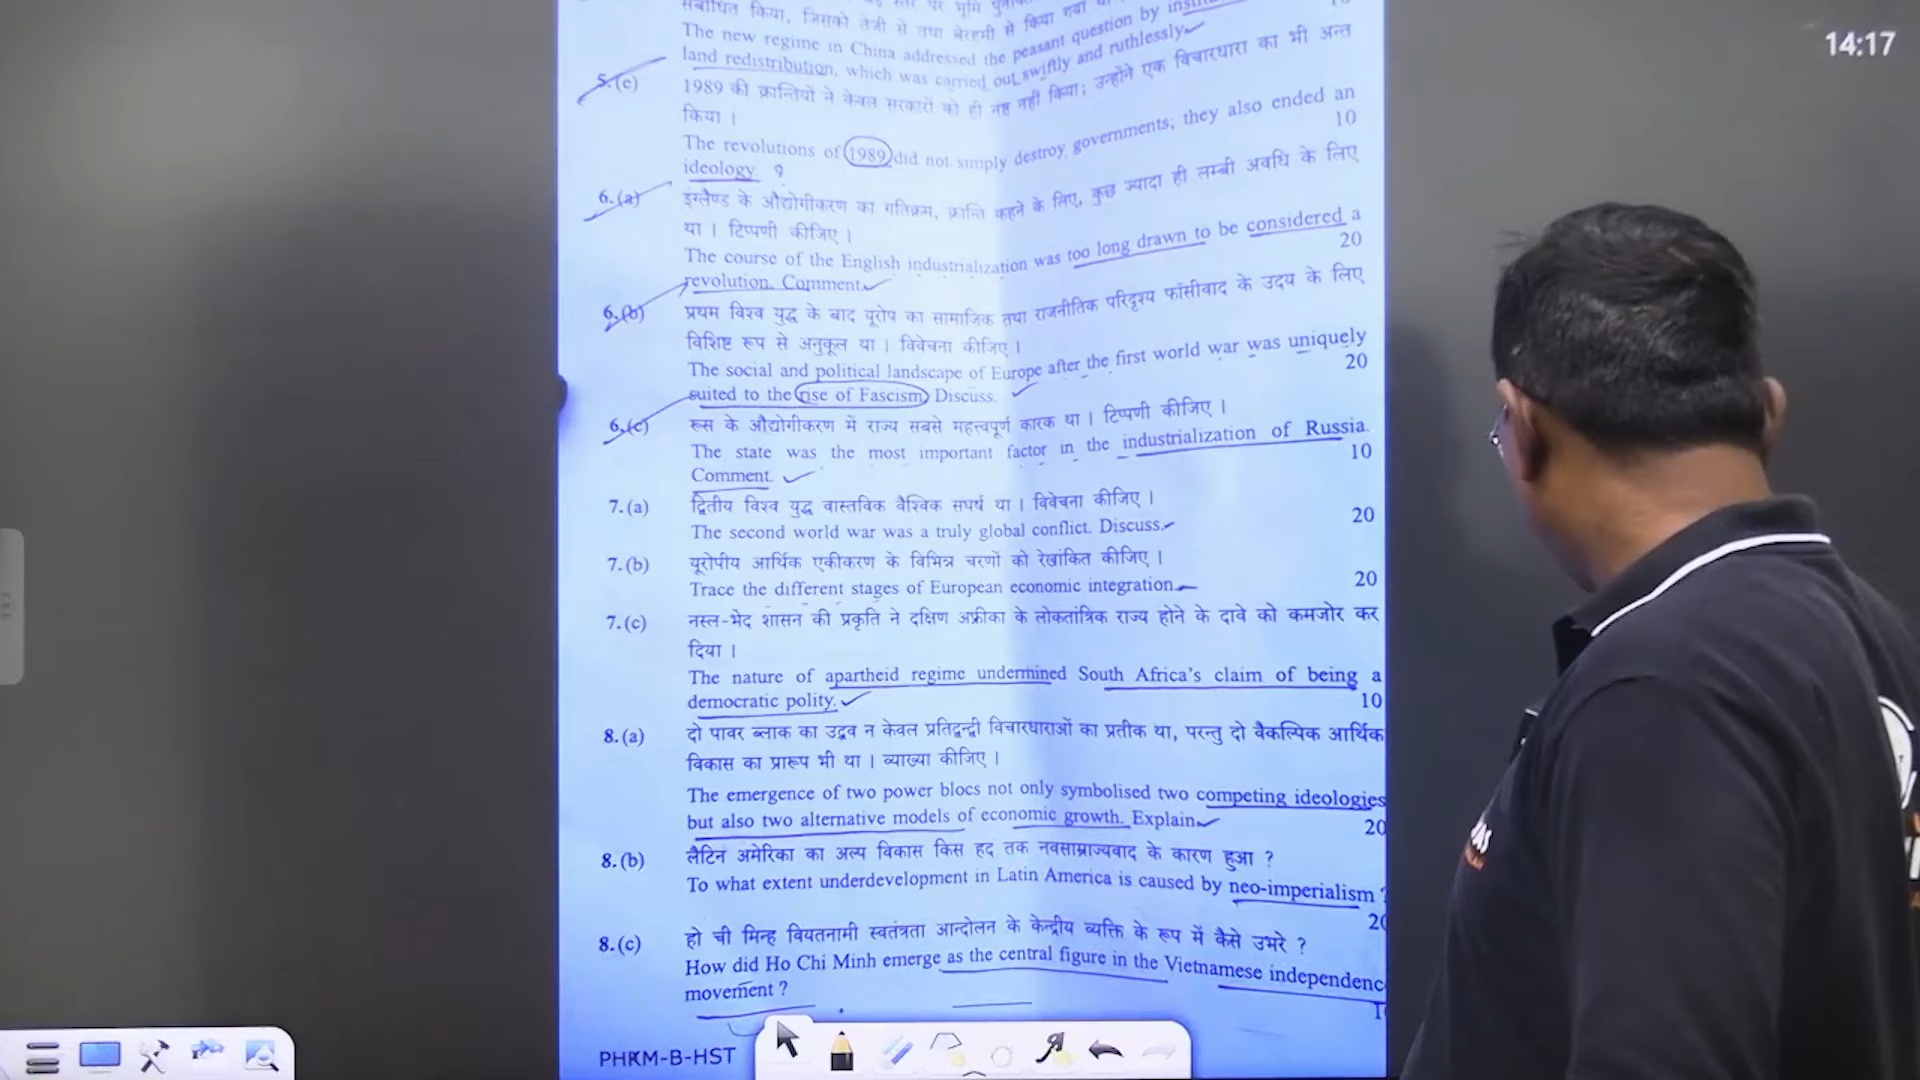 14:17
संबोधित किया, जिसको तेजी से तथा बेरहमी से किया गया था
The new regime in China addressed the peasant question by
land redistribution, which was carried out swiftly and ruthlessly.
5.(c) 1989 की क्रान्तियों ने केवल सरकारों को ही नष्ट नहीं किया; उन्होंने एक विचारधारा का भी अन्त
किया ।
The revolutions of 1989 did not simply destroy governments; they also ended an
ideology. 10
6.(a) इंग्लैण्ड के औद्योगीकरण का गतिक्रम, क्रान्ति कहने के लिए, कुछ ज्यादा ही लम्बी अवधि के लिए
था । टिप्पणी कीजिए ।
The course of the English industrialization was too long drawn to be considered a
revolution. Comment. 20
6.(b) प्रथम विश्व युद्ध के बाद यूरोप का सामाजिक तथा राजनीतिक परिदृश्य फाँसीवाद के उदय के लिए
विशिष्ट रूप से अनुकूल था । विवेचना कीजिए ।
The social and political landscape of Europe after the first world war was uniquely
suited to the rise of Fascism. Discuss. 20
6.(c) रूस के औद्योगीकरण में राज्य सबसे महत्त्वपूर्ण कारक था । टिप्पणी कीजिए ।
The state was the most important factor in the industrialization of Russia.
Comment. 10
7.(a) द्वितीय विश्व युद्ध वास्तविक वैश्विक संघर्ष था । विवेचना कीजिए ।
The second world war was a truly global conflict. Discuss. 20
7.(b) यूरोपीय आर्थिक एकीकरण के विभिन्न चरणों को रेखांकित कीजिए ।
Trace the different stages of European economic integration. 20
7.(c) नस्ल-भेद शासन की प्रकृति ने दक्षिण अफ्रीका के लोकतांत्रिक राज्य होने के दावे को कमजोर कर
दिया ।
The nature of apartheid regime undermined South Africa's claim of being a
democratic polity. 10
8.(a) दो पावर ब्लाक का उद्भव न केवल प्रतिद्वन्द्वी विचारधाराओं का प्रतीक था, परन्तु दो वैकल्पिक आर्थिक
विकास का प्रारूप भी था । व्याख्या कीजिए ।
The emergence of two power blocs not only symbolised two competing ideologies
but also two alternative models of economic growth. Explain. 20
8.(b) लैटिन अमेरिका का अल्प विकास किस हद तक नवसाम्राज्यवाद के कारण हुआ ?
To what extent underdevelopment in Latin America is caused by neo-imperialism ?
20
8.(c) हो ची मिन्ह वियतनामी स्वतंत्रता आन्दोलन के केन्द्रीय व्यक्ति के रूप में कैसे उभरे ?
How did Ho Chi Minh emerge as the central figure in the Vietnamese independenc
movement ?
PHKM-B-HST